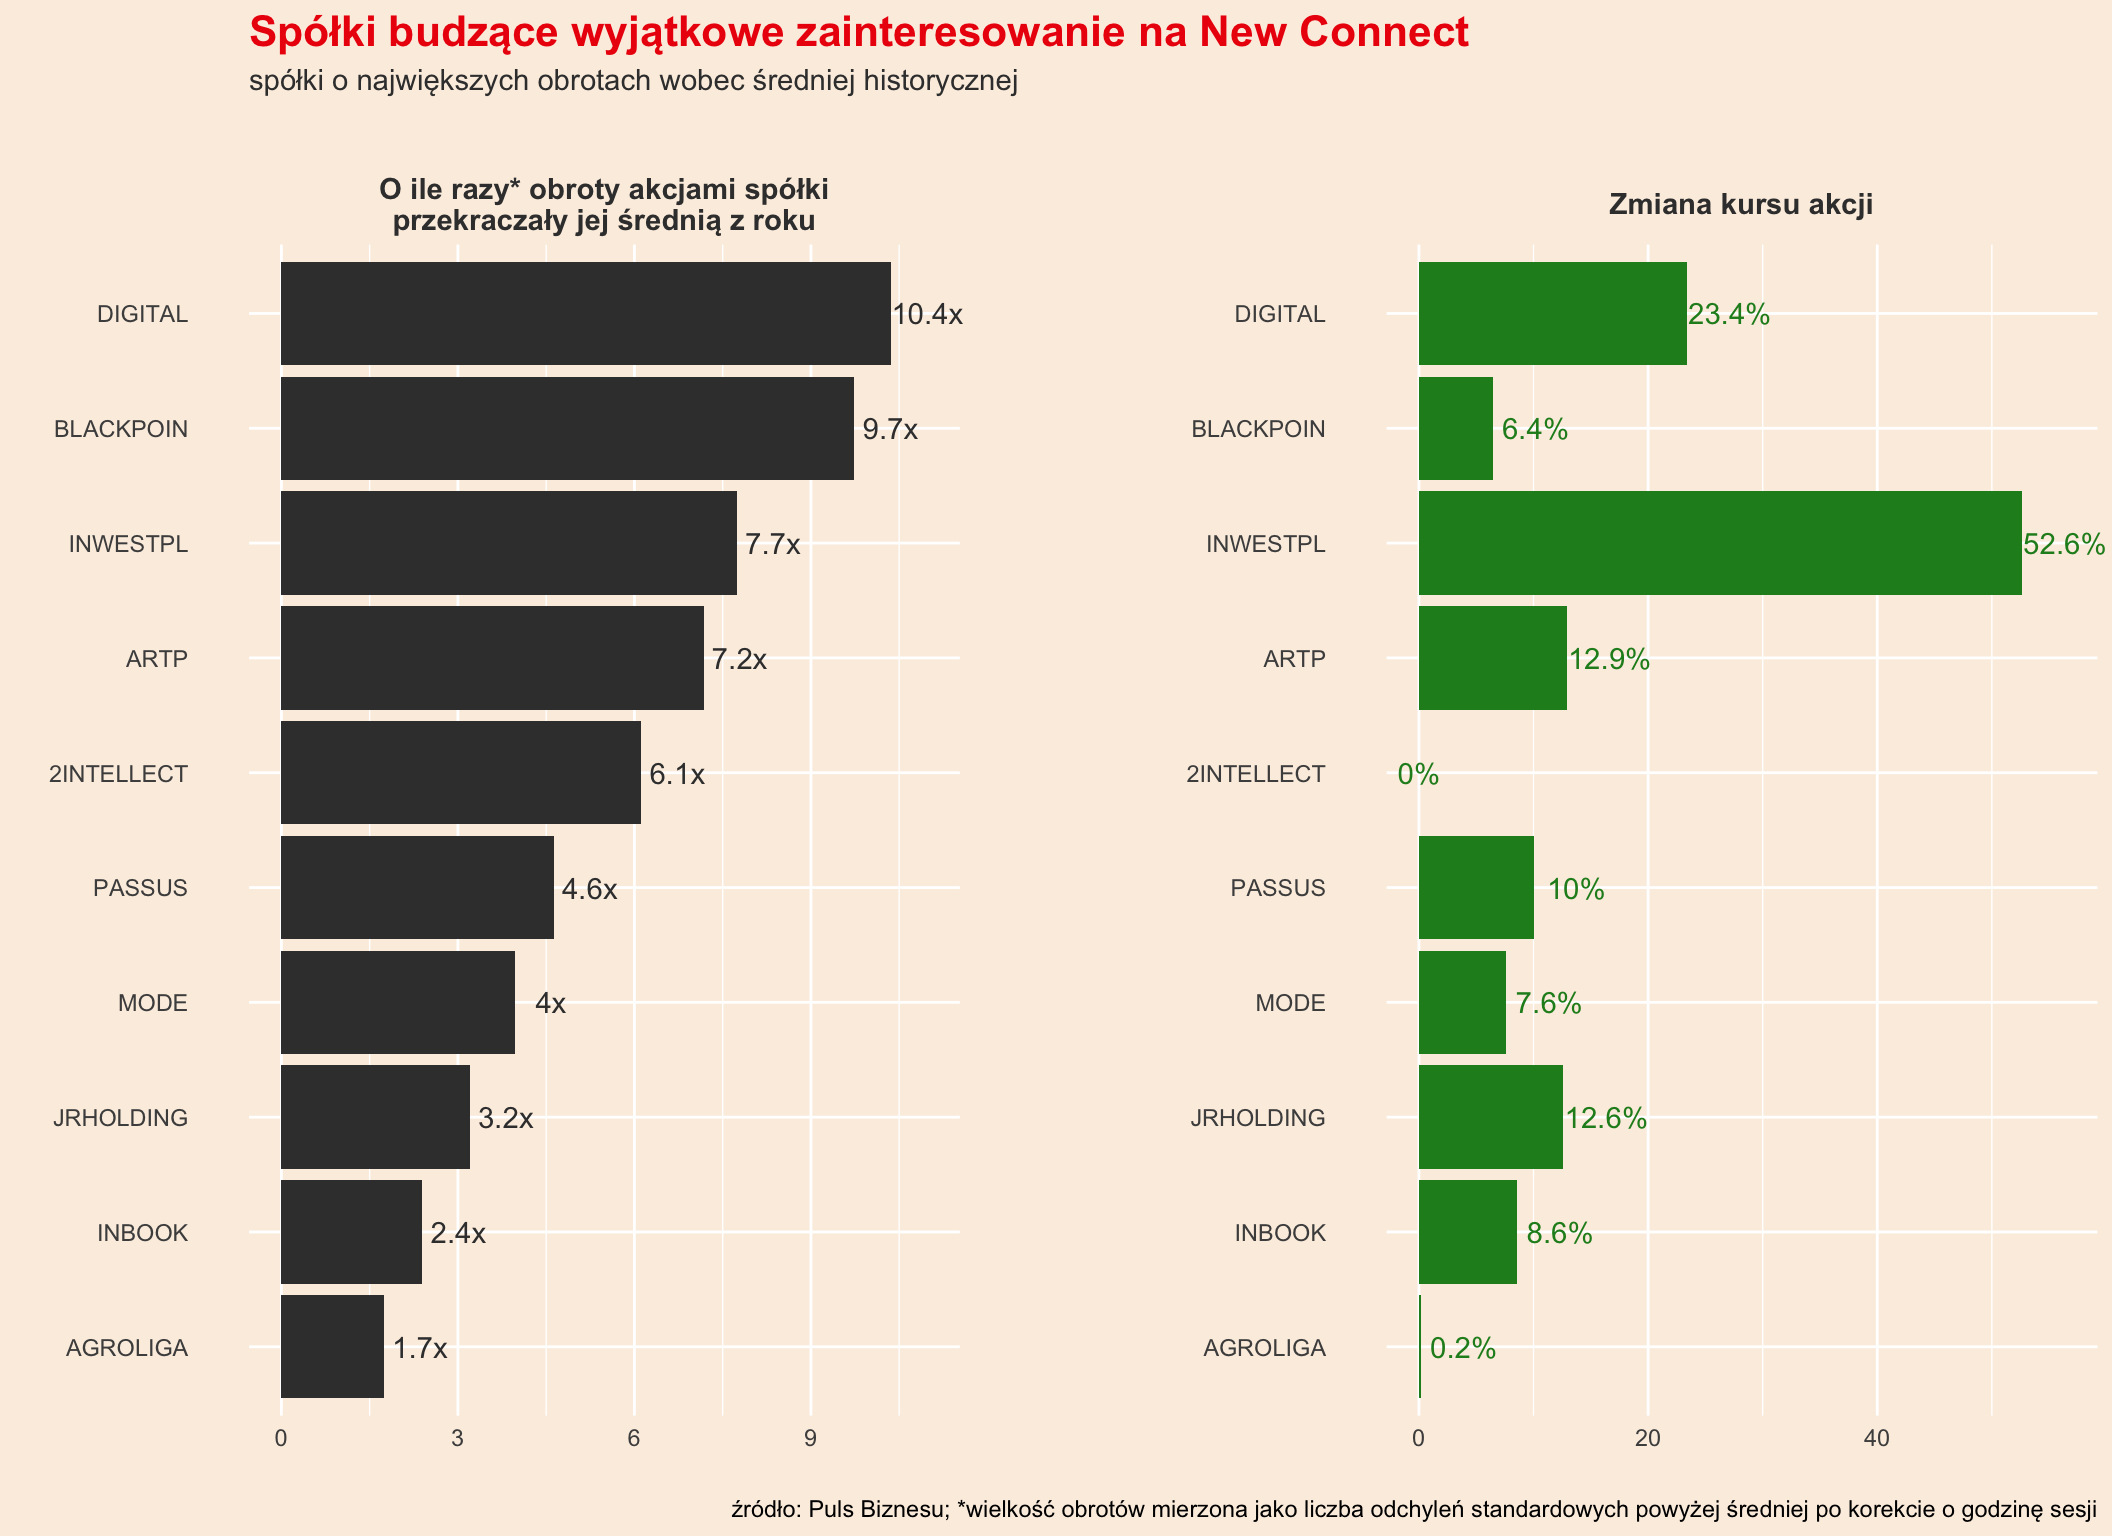 Spółki budzące wyjątkowe zainteresowanie na New Connect
spółki o największych obrotach wobec średniej historycznej
O ile razy* obroty akcjami spółki
przekraczały jej średnią z roku
DIGITAL 10.4x
BLACKPOIN 9.7x
INWESTPL 7.7x
ARTP 7.2x
2INTELLECT 6.1x
PASSUS 4.6x
MODE 4x
JRHOLDING 3.2x
INBOOK 2.4x
AGROLIGA 1.7x
0 3 6 9
Zmiana kursu akcji
DIGITAL 23.4%
BLACKPOIN 6.4%
INWESTPL 52.6%
ARTP 12.9%
2INTELLECT 0%
PASSUS 10%
MODE 7.6%
JRHOLDING 12.6%
INBOOK 8.6%
AGROLIGA 0.2%
0 20 40
źródło: Puls Biznesu; *wielkość obrotów mierzona jako liczba odchyleń standardowych powyżej średniej po korekcie o godzinę sesji